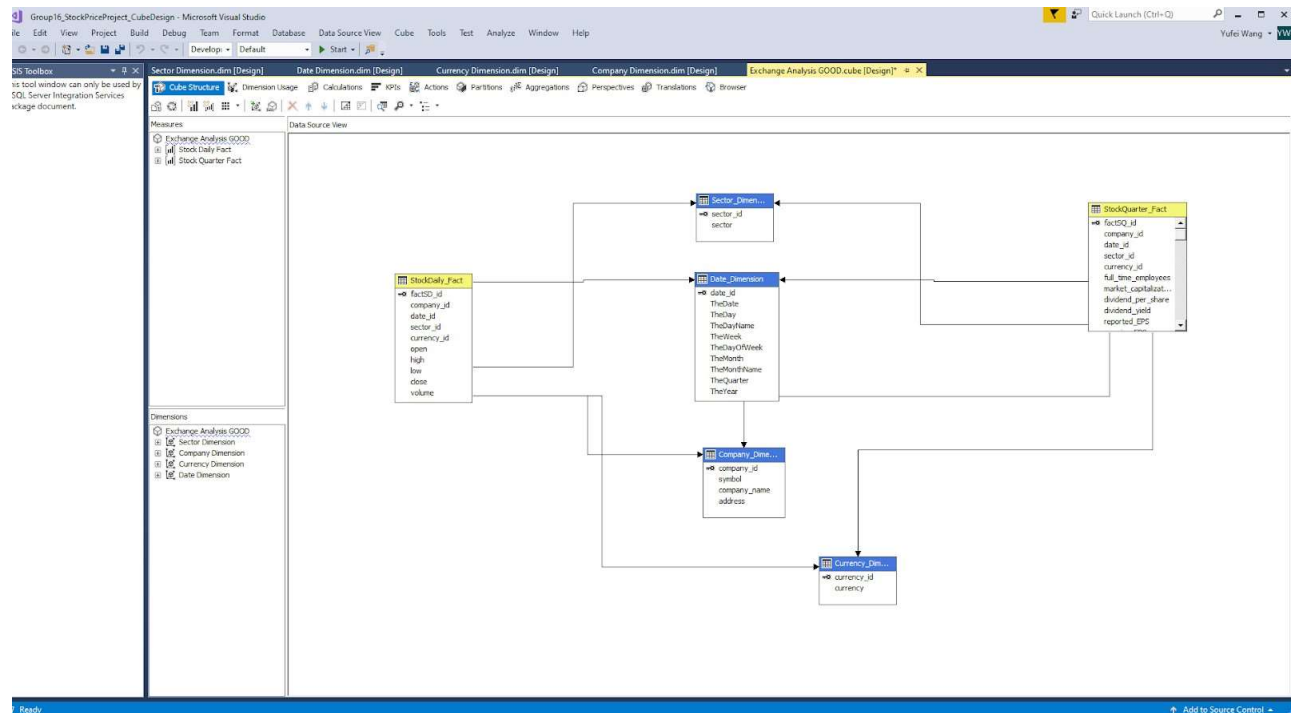 Group16_StockPriceProject_CubeDesign - Microsoft Visual Studio
Quick Launch (Ctrl+Q)
le Edit View Project Build Debug Team Format Database Data Source View Cube Tools Test Analyze Window Help
Yufei Wang YW
Developı Default Start
SIS Toolbox
his tool window can only be used by
SQL Server Integration Services
ackage document.
Sector Dimension.dim [Design] Date Dimension.dim [Design] Currency Dimension.dim [Design] Company Dimension.dim [Design] Exchange Analysis GOOD.cube [Design]*
Cube Structure Dimension Usage Calculations KPIs Actions Partitions Aggregations Perspectives Translations Browser
Measures
Exchange Analysis GOOD
Stock Daily Fact
Stock Quarter Fact
Dimensions
Exchange Analysis GOOD
Sector Dimension
Company Dimension
Currency Dimension
Date Dimension
Data Source View
StockDaily_Fact
factSD_id
company_id
date_id
sector_id
currency_id
open
high
low
close
volume
Sector_Dimen...
sector_id
sector
Date_Dimension
date_id
TheDate
TheDay
TheDayName
TheWeek
TheDayOfWeek
TheMonth
TheMonthName
TheQuarter
TheYear
Company_Dime...
company_id
symbol
company_name
address
Currency_Dim...
currency_id
currency
StockQuarter_Fact
factSQ_id
company_id
date_id
sector_id
currency_id
full_time_employees
market_capitalizat...
dividend_per_share
dividend_yield
reported_EPS
Ready
Add to Source Control